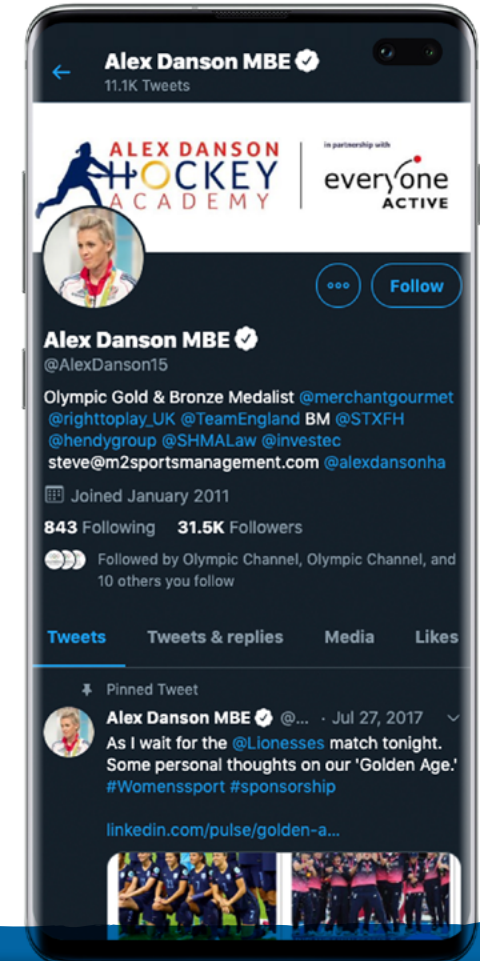 Alex Danson MBE
11.1K Tweets
ALEX DANSON
HOCKEY
ACADEMY
in partnership with
everyone
ACTIVE
Follow
Alex Danson MBE
@AlexDanson15
Olympic Gold & Bronze Medalist @merchantgourmet
@righttoplay_UK @TeamEngland BM @STXFH
@hendygroup @SHMALaw @investec
steve@m2sportsmanagement.com @alexdansonha
Joined January 2011
843 Following 31.5K Followers
Followed by Olympic Channel, Olympic Channel, and
10 others you follow
Tweets Tweets & replies Media Likes
Pinned Tweet
Alex Danson MBE @... · Jul 27, 2017
As I wait for the @Lionesses match tonight.
Some personal thoughts on our 'Golden Age.'
#Womenssport #sponsorship
linkedin.com/pulse/golden-a...